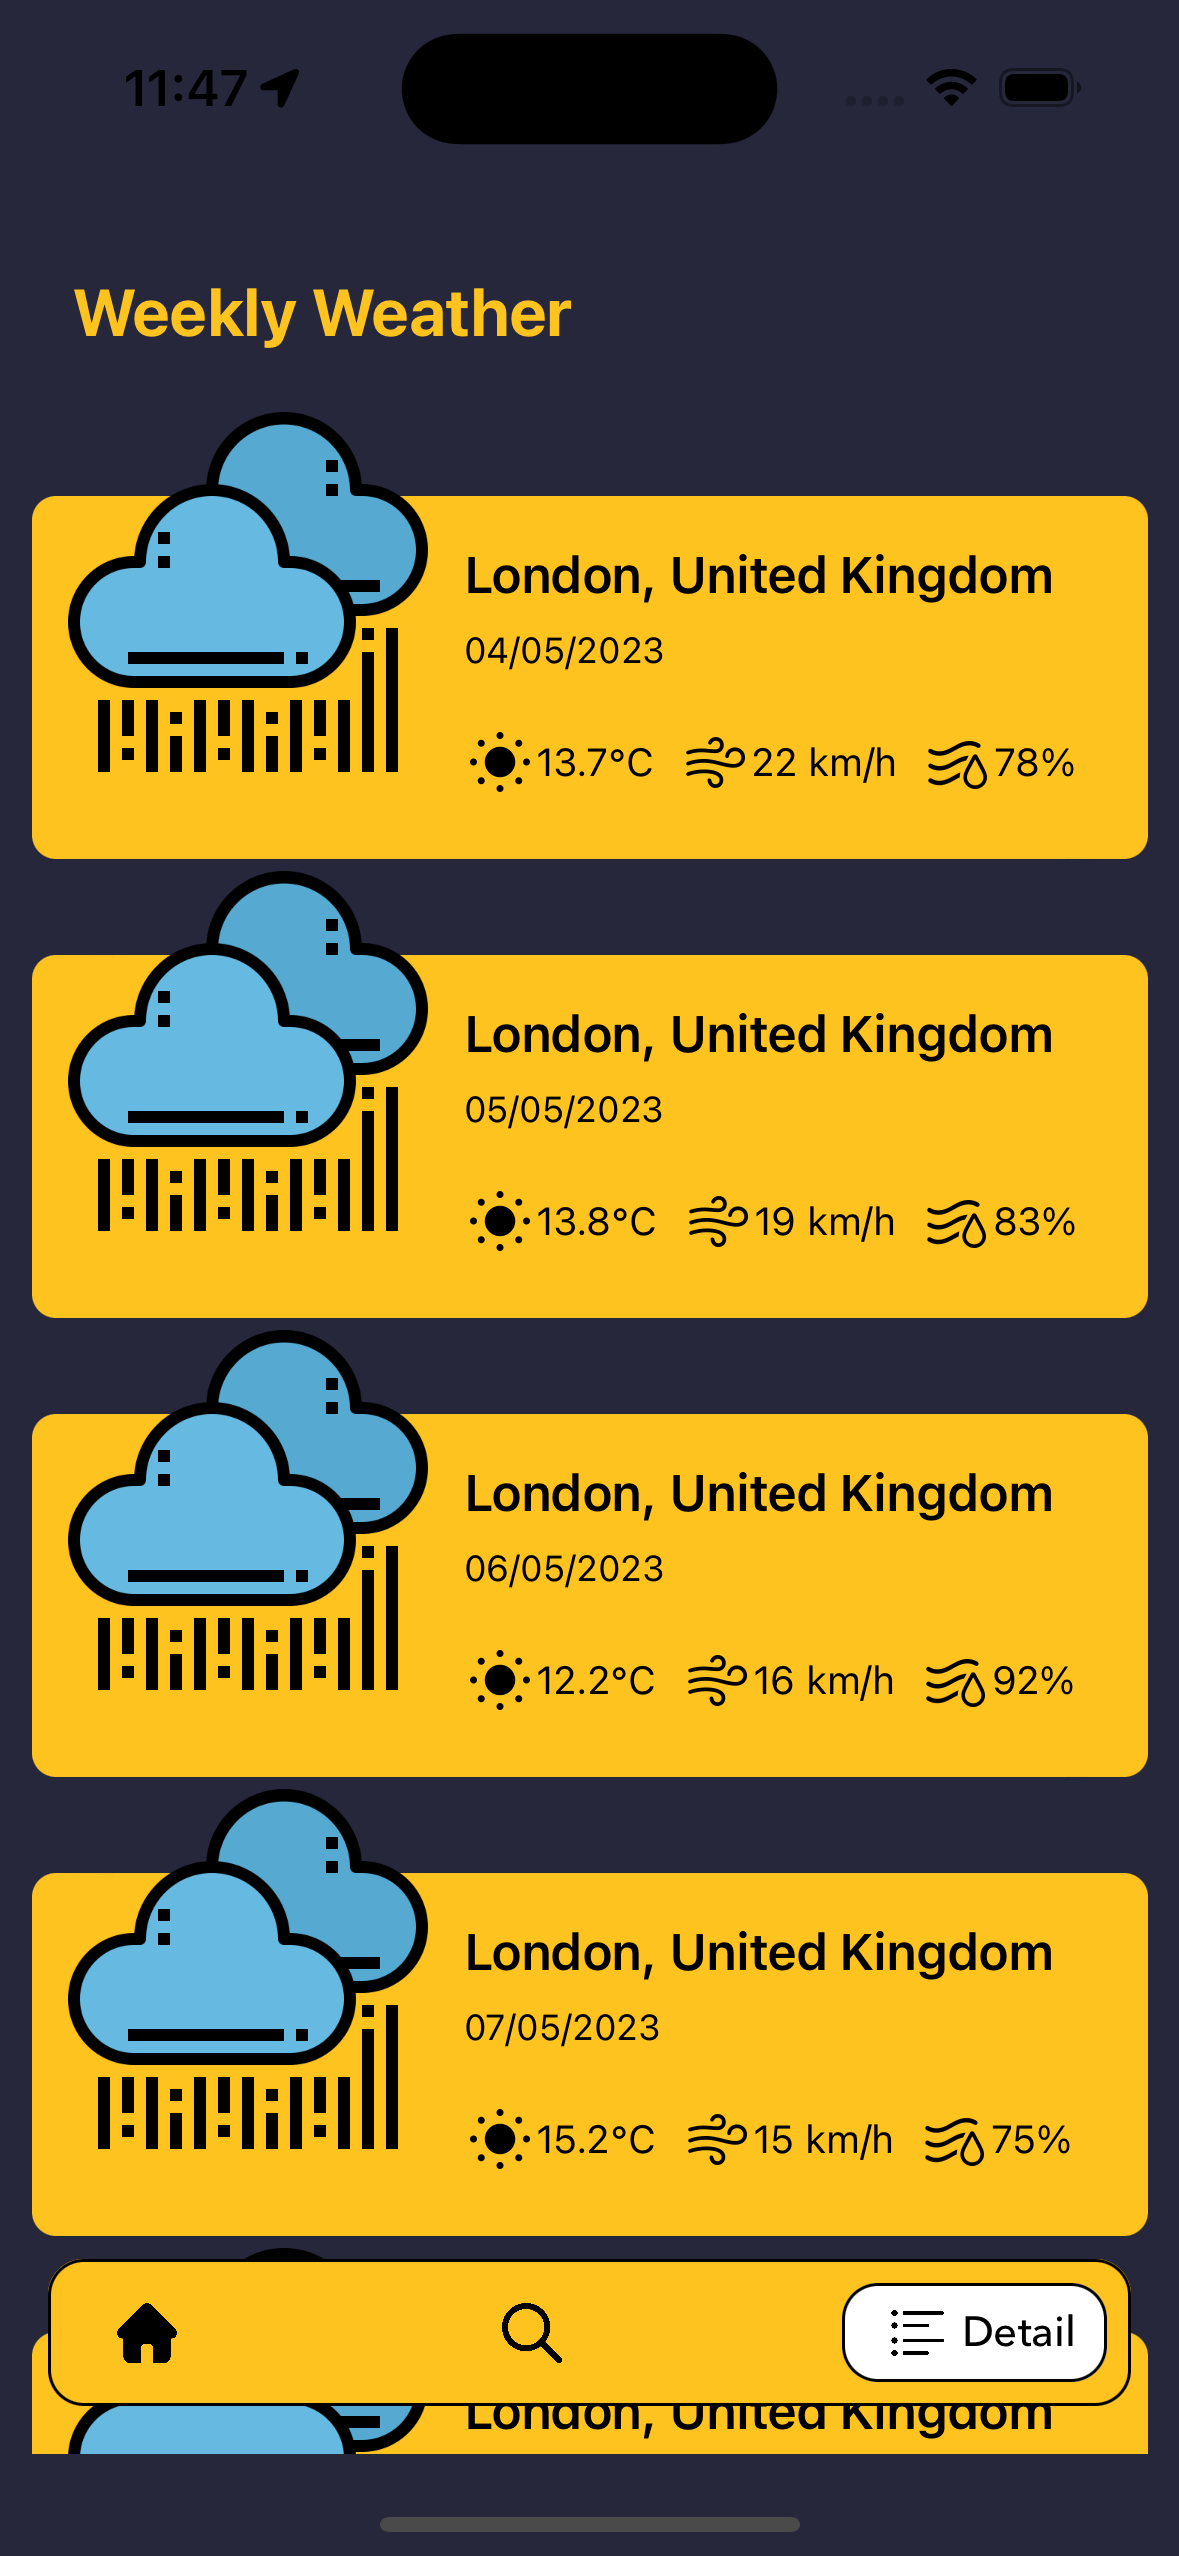 11:47
Weekly Weather
London, United Kingdom
04/05/2023
13.7°C 22 km/h 78%
London, United Kingdom
05/05/2023
13.8°C 19 km/h 83%
London, United Kingdom
06/05/2023
12.2°C 16 km/h 92%
London, United Kingdom
07/05/2023
15.2°C 15 km/h 75%
Detail
London, United Kingdom